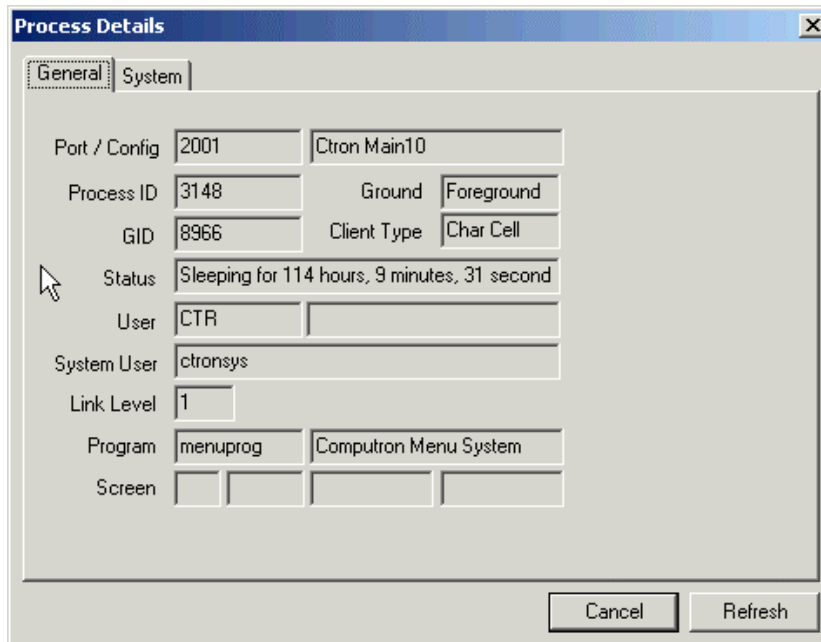 Process Details
General System
Port / Config 2001 Ctron Main10
Process ID 3148 Ground Foreground
GID 8966 Client Type Char Cell
Status Sleeping for 114 hours, 9 minutes, 31 second
User CTR
System User ctronsys
Link Level 1
Program menuprog Computron Menu System
Screen
Cancel Refresh